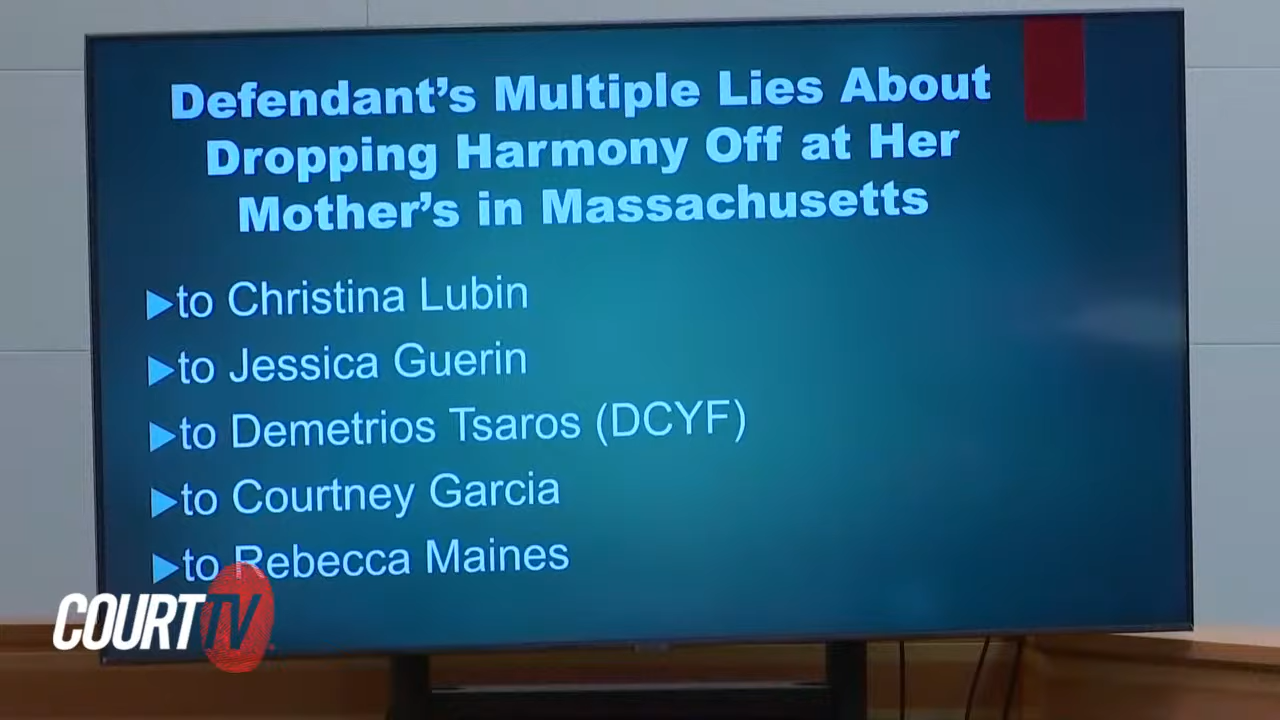 Defendant's Multiple Lies About
Dropping Harmony Off at Her
Mother's in Massachusetts
▶to Christina Lubin
▶to Jessica Guerin
▶to Demetrios Tsaros (DCYF)
▶to Courtney Garcia
▶to Rebecca Maines
COURT TV